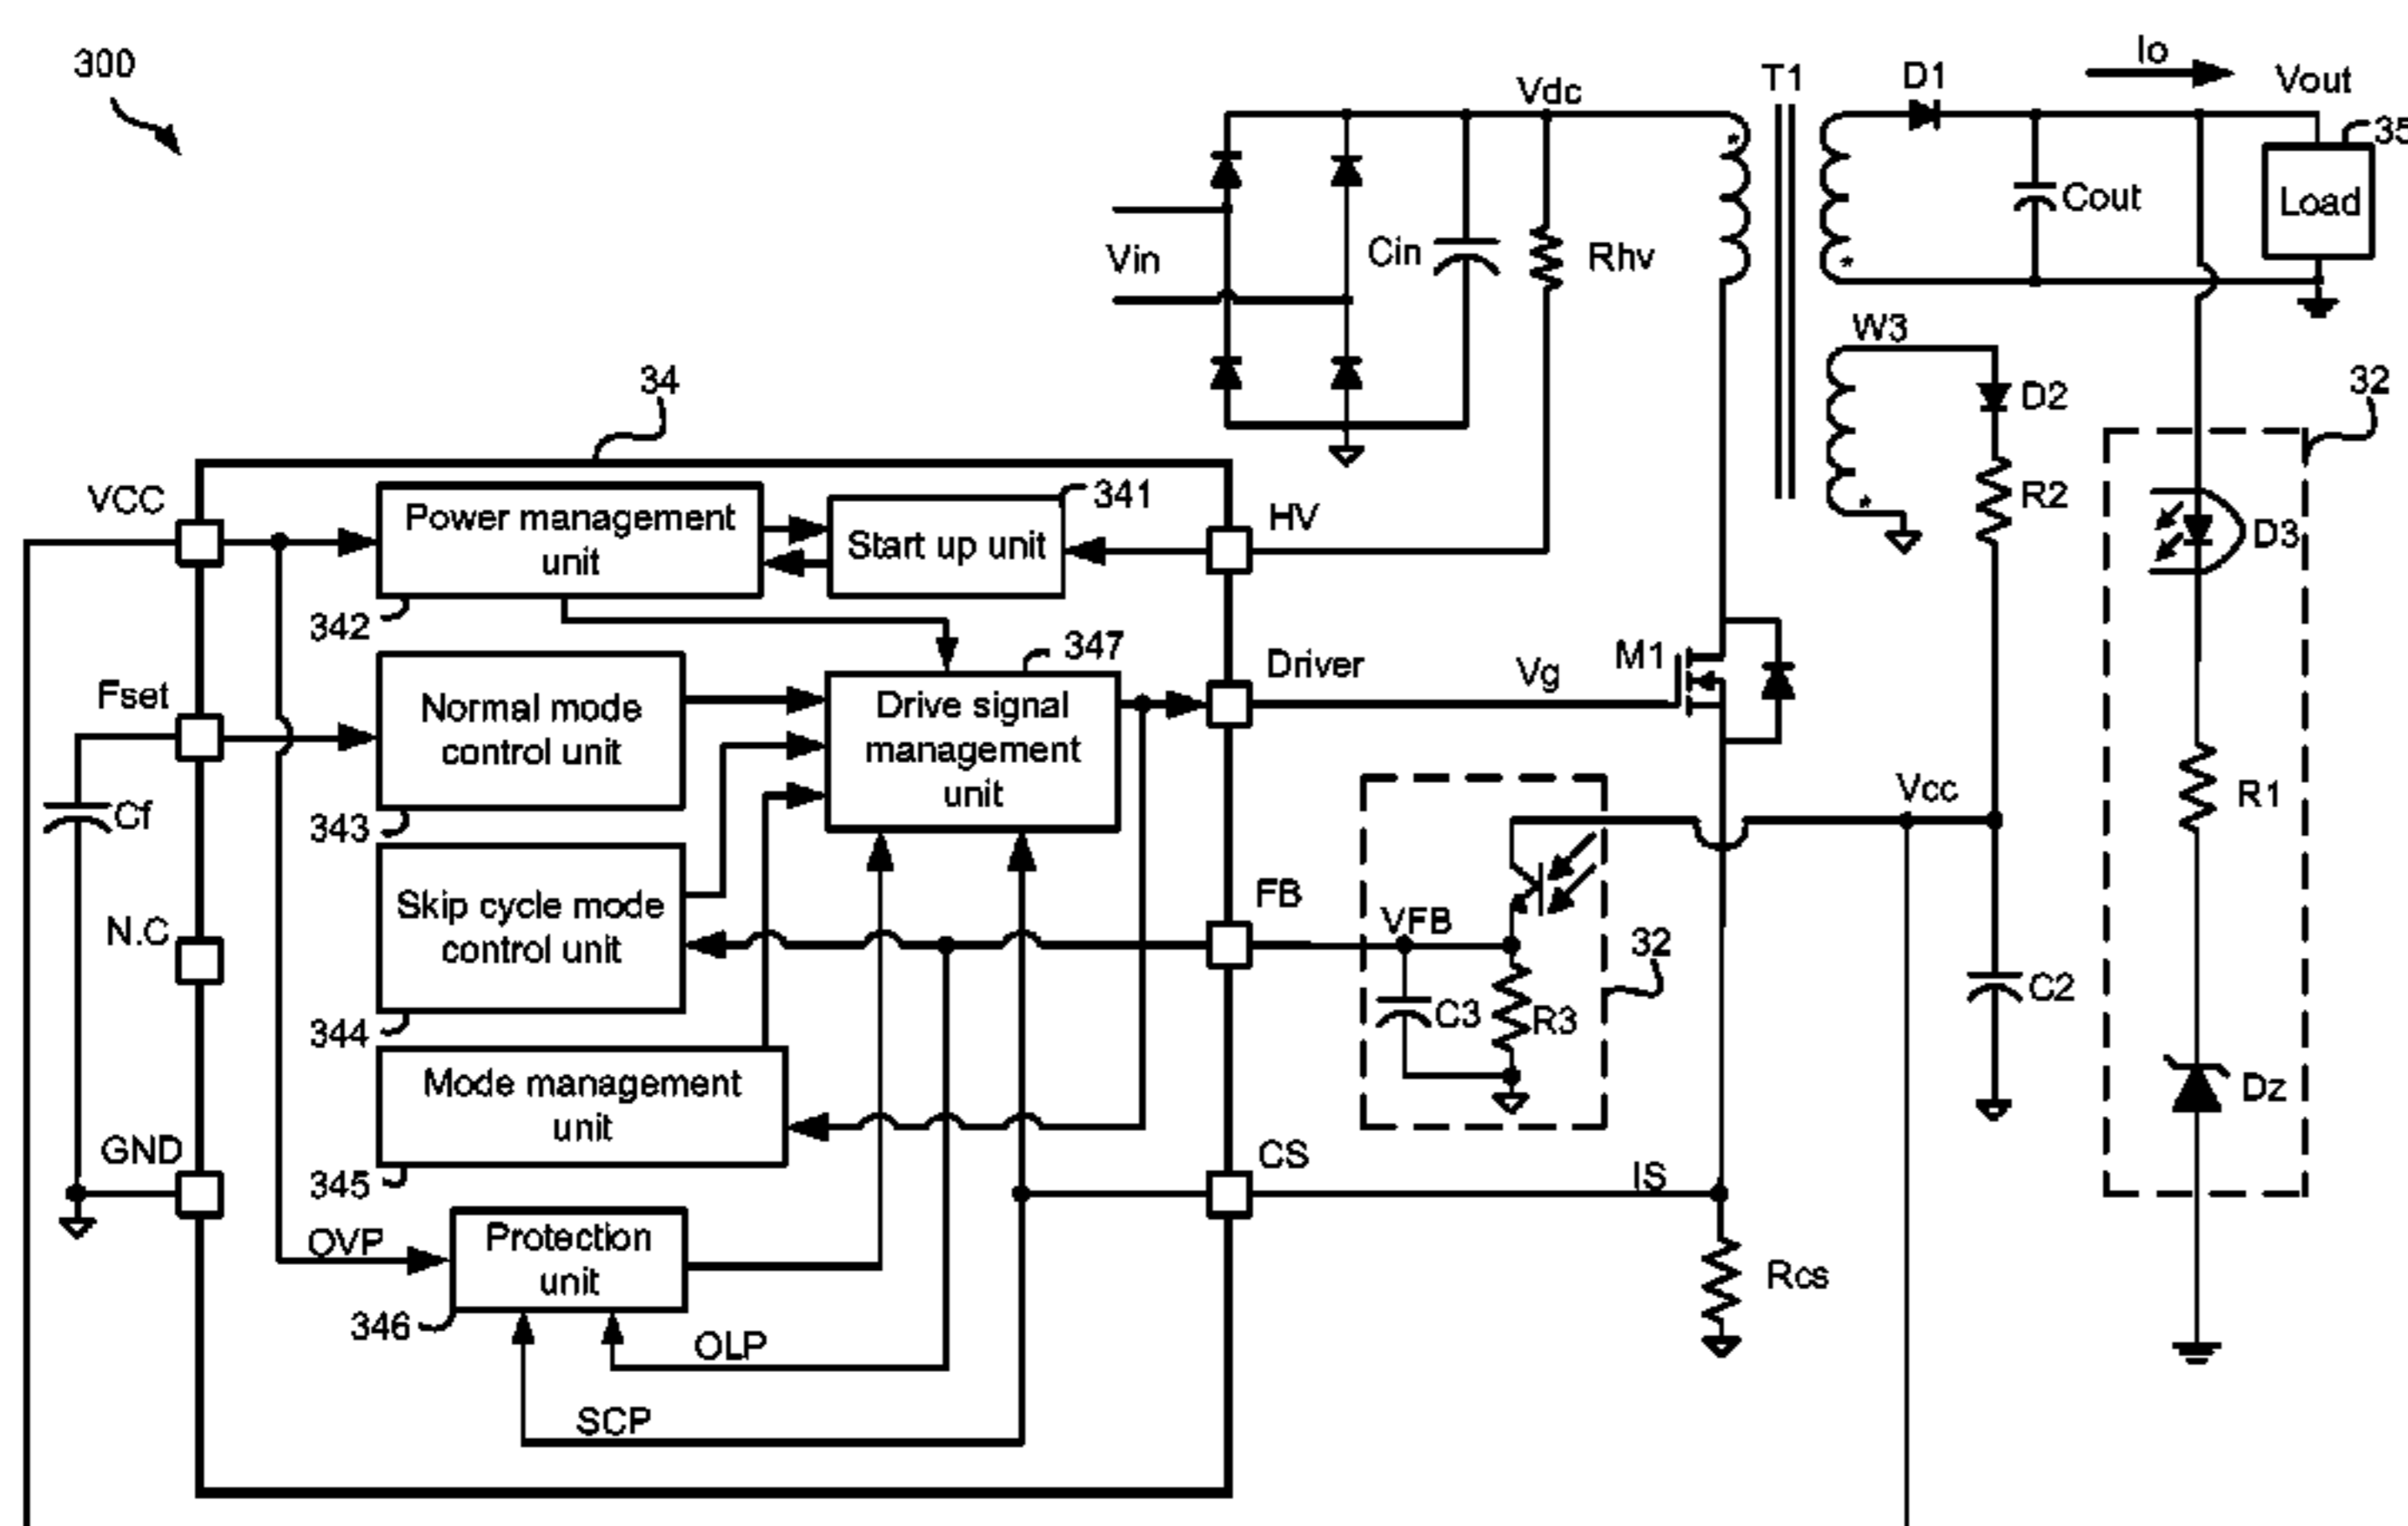 300
Io
Vdc
T1
D1
Vout
35
Load
Cout
Vin
Cin
Rhv
*
*
W3
34
D2
32
VCC
Power management
unit
341
Start up unit
HV
R2
*
D3
342
347
Fset
Normal mode
control unit
Drive signal
management
unit
Driver
Vg
M1
Cf
343
Vcc
R1
Skip cycle mode
control unit
FB
VFB
32
N.C
C3
R3
C2
344
Mode management
unit
Dz
GND
345
CS
IS
OVP
Protection
unit
Rcs
346
OLP
SCP